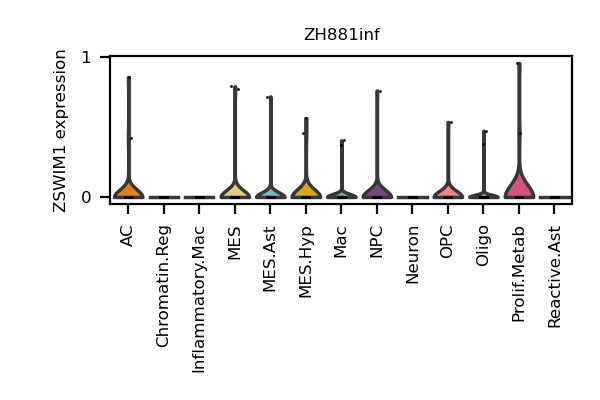 ZH881inf
ZSWIM1 expression
1
0
AC
Chromatin.Reg
Inflammatory.Mac
MES
MES.Ast
MES.Hyp
Mac
NPC
Neuron
OPC
Oligo
Prolif.Metab
Reactive.Ast